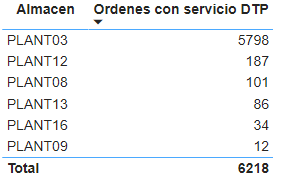 Almacen Ordenes con servicio DTP
PLANT03 5798
PLANT12 187
PLANT08 101
PLANT13 86
PLANT16 34
PLANT09 12
Total 6218